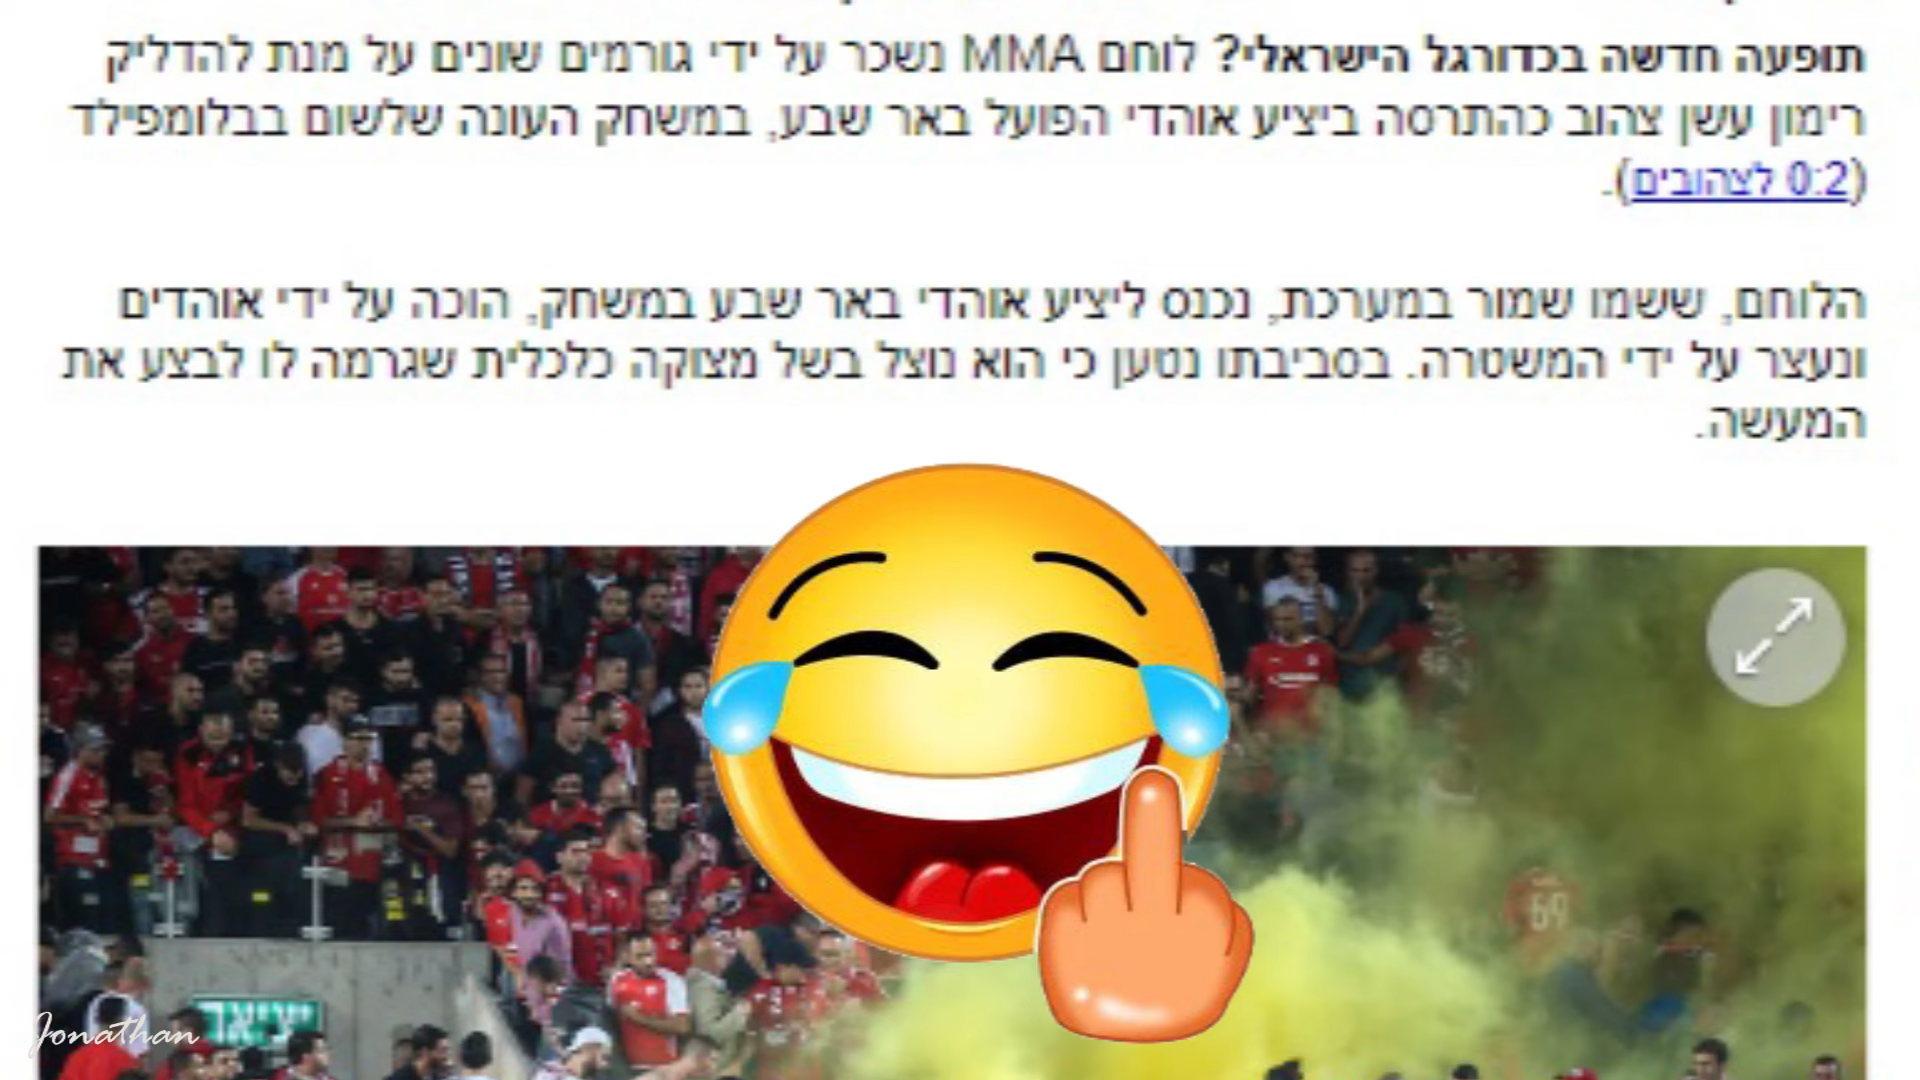 תופעה חדשה בכדורגל הישראלי? לוחם MMA נשכר על ידי גורמים שונים על מנת להדליק
רימון עשן צהוב כהתרסה ביציע אוהדי הפועל באר שבע, במשחק העונה שלשום בבלומפילד
(0:2 לצהובים).
הלוחם, ששמו שמור במערכת, נכנס ליציע אוהדי באר שבע במשחק, הוכה על ידי אוהדים
ונעצר על ידי המשטרה. בסביבתו נטען כי הוא נוצל בשל מצוקה כלכלית שגרמה לו לבצע את
המעשה.
69
יציאה
Jonathan